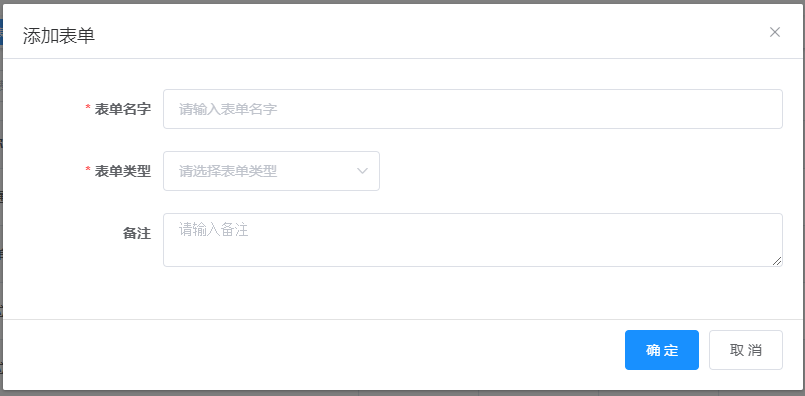 添加表单
* 表单名字 请输入表单名字
* 表单类型 请选择表单类型
备注 请输入备注
确 定 取 消